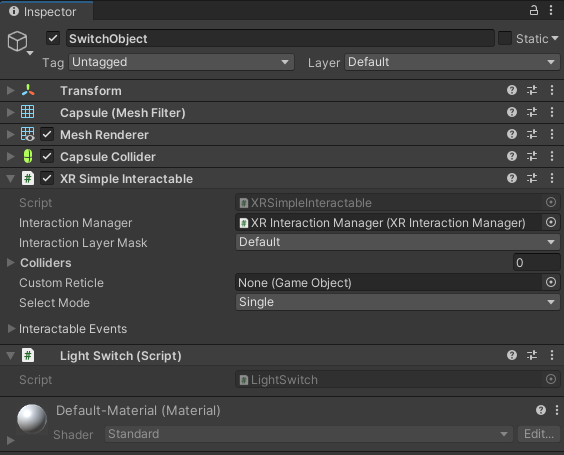 Inspector
SwitchObject
Static
Tag Untagged Layer Default
Transform
Capsule (Mesh Filter)
Mesh Renderer
Capsule Collider
# XR Simple Interactable
Script # XRSimpleInteractable
Interaction Manager # XR Interaction Manager (XR Interaction Manager)
Interaction Layer Mask Default
Colliders 0
Custom Reticle None (Game Object)
Select Mode Single
Interactable Events
# Light Switch (Script)
Script # LightSwitch
Default-Material (Material)
Shader Standard Edit...